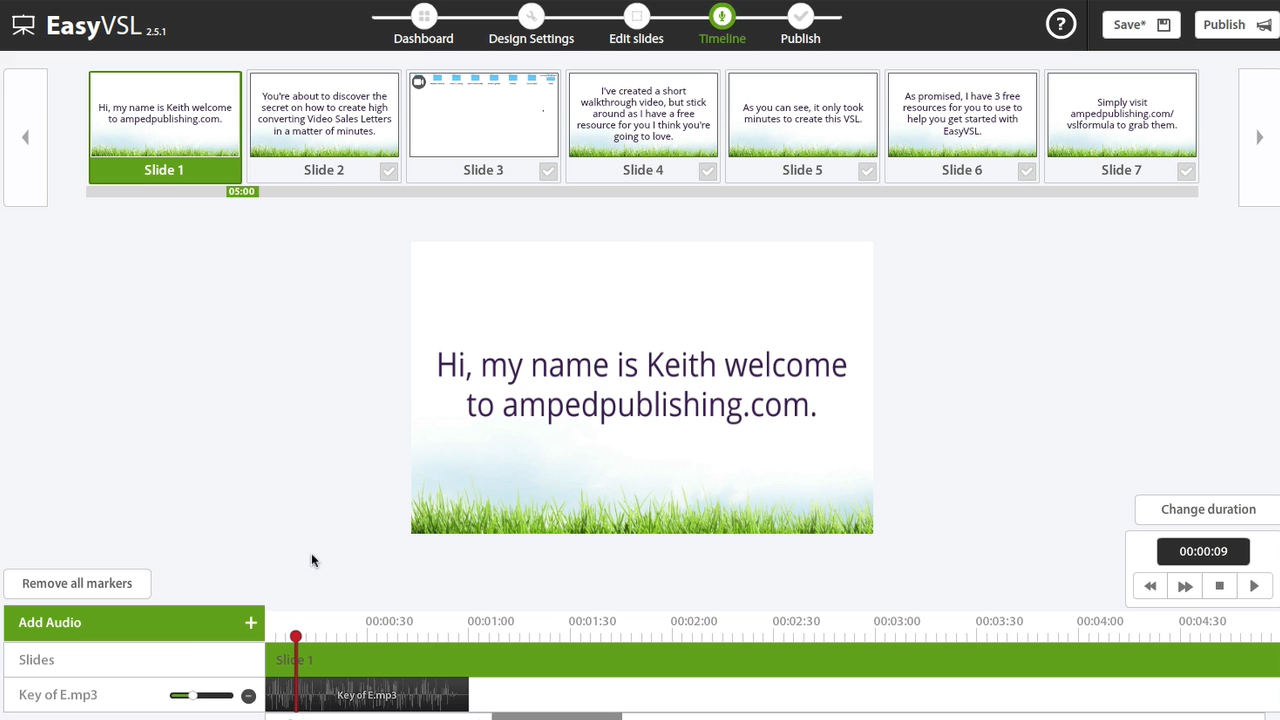 EasyVSL 2.5.1
Dashboard
Design Settings
Edit slides
Timeline
Publish
?
Save*
Publish
Hi, my name is Keith welcome
to ampedpublishing.com.
Slide 1
You're about to discover the
secret on how to create high
converting Video Sales Letters
in a matter of minutes.
Slide 2
Slide 3
I've created a short
walkthrough video, but stick
around as I have a free
resource for you I think you're
going to love.
Slide 4
As you can see, it only took
minutes to create this VSL.
Slide 5
As promised, I have 3 free
resources for you to use to
help you get started with
EasyVSL.
Slide 6
Simply visit
ampedpublishing.com/
vslformula to grab them.
Slide 7
05:00
Hi, my name is Keith welcome
to ampedpublishing.com.
Change duration
00:00:09
Remove all markers
Add Audio +
00:00:30 00:01:00 00:01:30 00:02:00 00:02:30 00:03:00 00:03:30 00:04:00 00:04:30
Slides
Slide 1
Key of E.mp3
Key of E.mp3